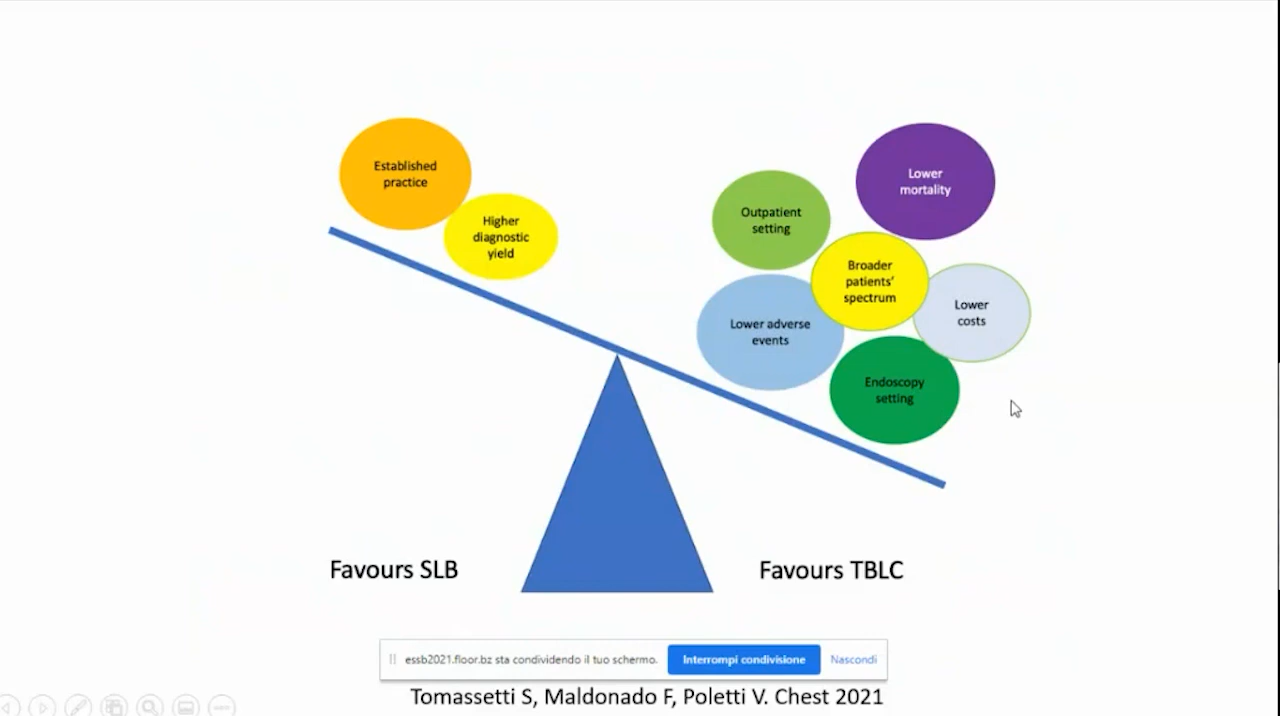 Established
practice
Higher
diagnostic
yield
Lower
mortality
Outpatient
setting
Broader
patients'
spectrum
Lower
costs
Lower adverse
events
Endoscopy
setting
Favours SLB
Favours TBLC
essb2021.floor.bz sta condividendo il tuo schermo.
Interrompi condivisione
Nascondi
Tomassetti S, Maldonado F, Poletti V. Chest 2021